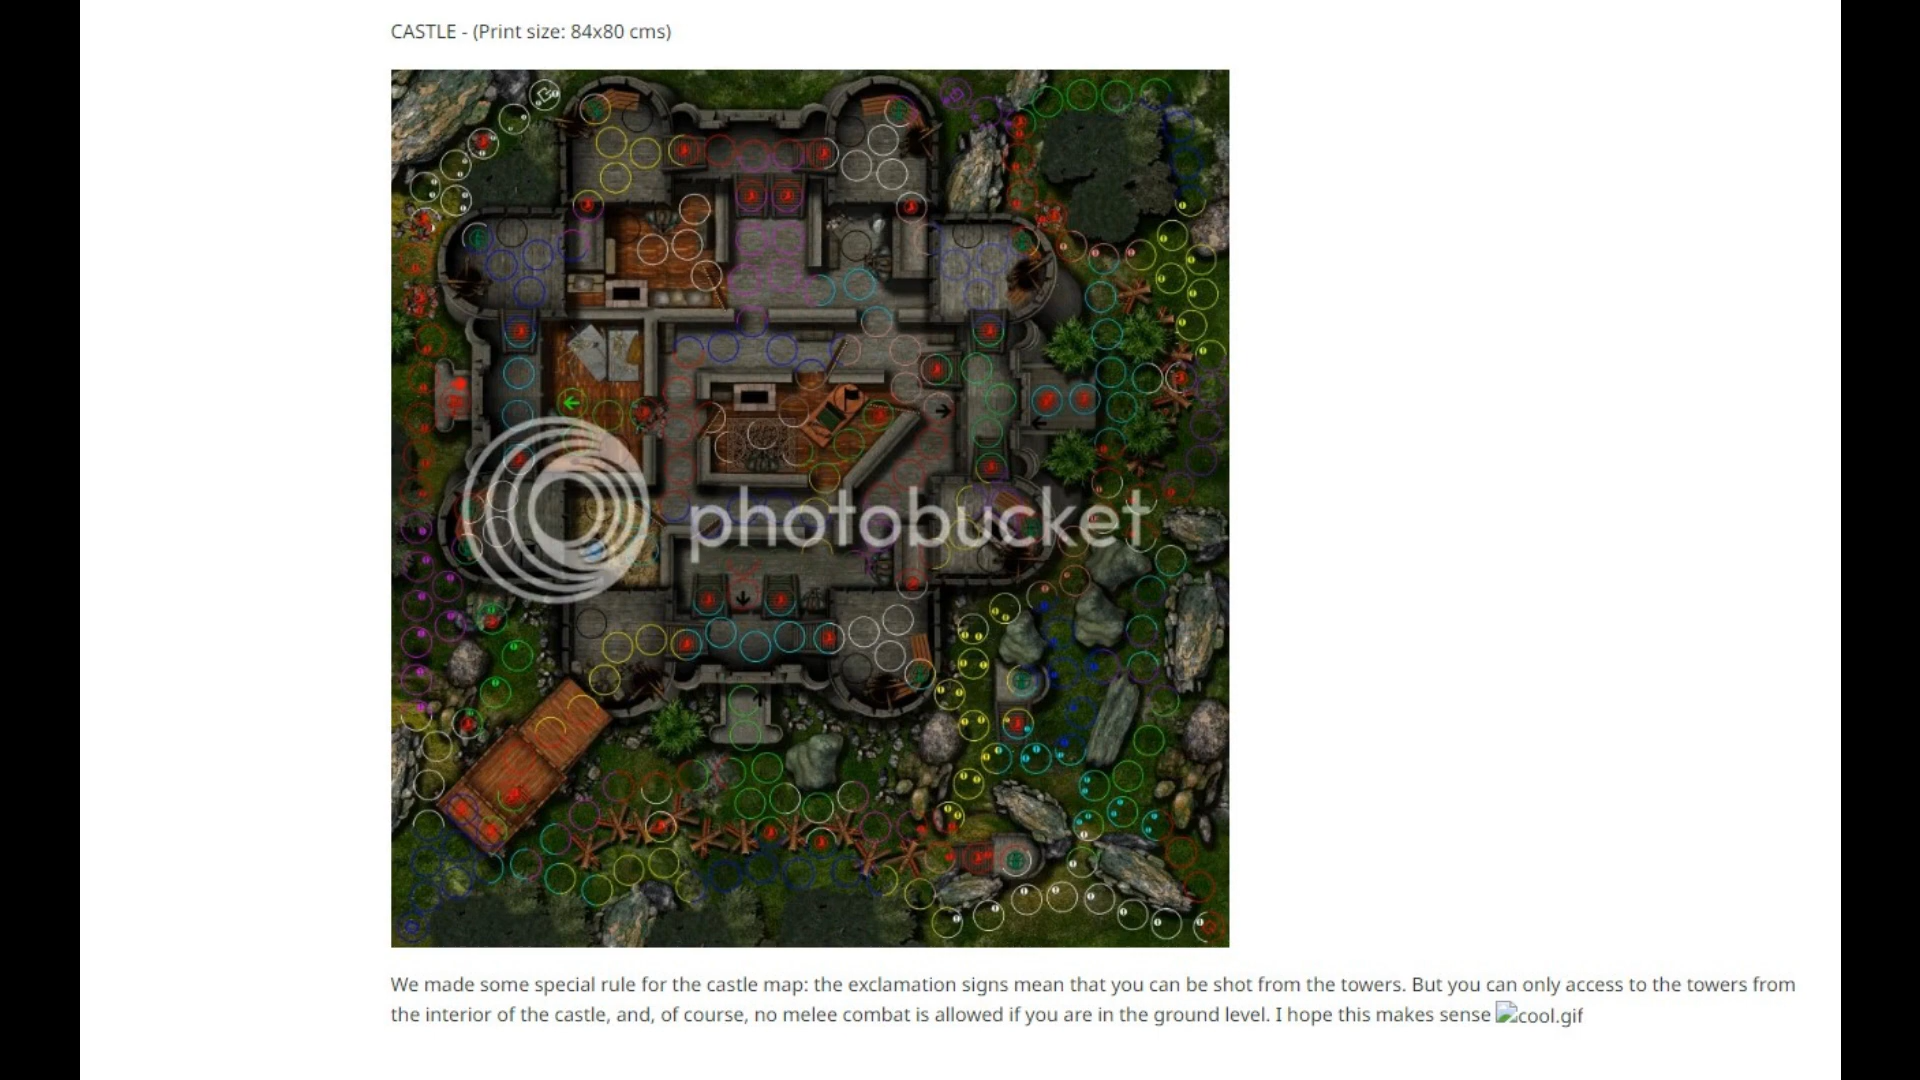 CASTLE - (Print size: 84x80 cms)
photobucket
We made some special rule for the castle map: the exclamation signs mean that you can be shot from the towers. But you can only access to the towers from
the interior of the castle, and, of course, no melee combat is allowed if you are in the ground level. I hope this makes sense cool.gif